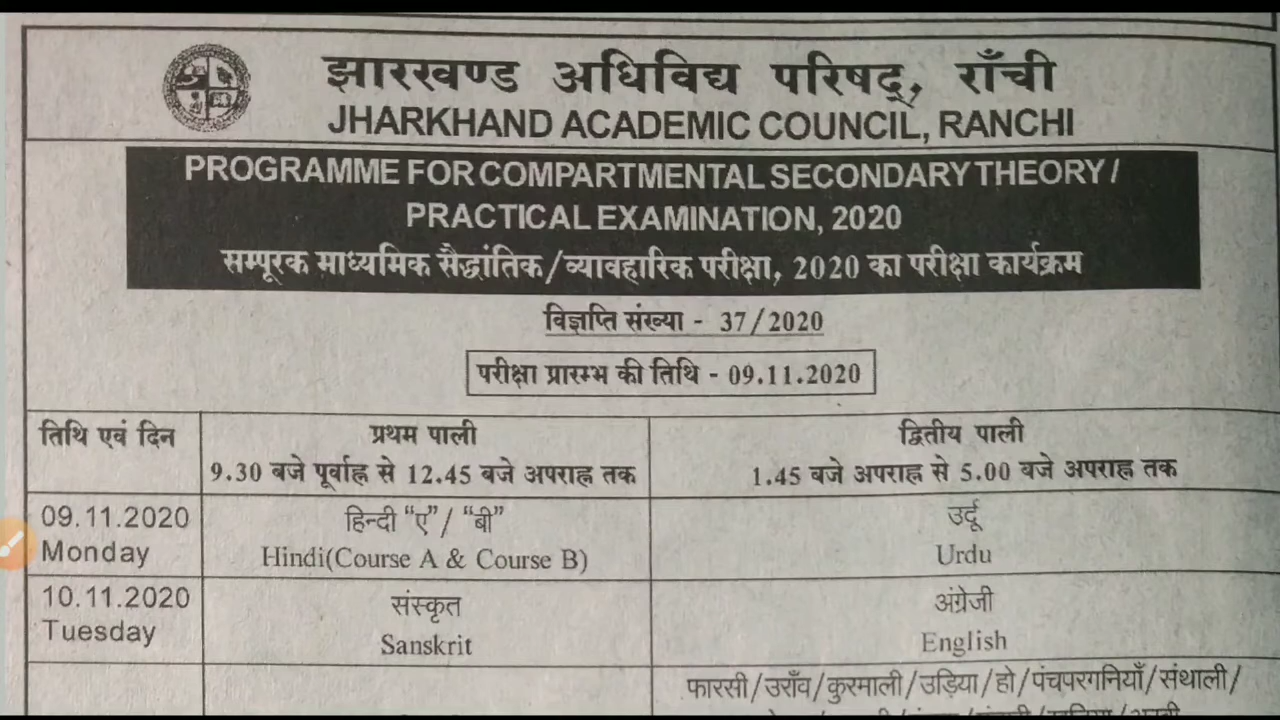 झारखण्ड अधिविद्य परिषद्, राँची
JHARKHAND ACADEMIC COUNCIL, RANCHI
PROGRAMME FOR COMPARTMENTAL SECONDARY THEORY /
PRACTICAL EXAMINATION, 2020
सम्पूरक माध्यमिक सैद्धांतिक/व्यावहारिक परीक्षा, 2020 का परीक्षा कार्यक्रम
विज्ञप्ति संख्या - 37/2020
परीक्षा प्रारम्भ की तिथि - 09.11.2020
तिथि एवं दिन
प्रथम पाली
9.30 बजे पूर्वाह्न से 12.45 बजे अपराह्न तक
द्वितीय पाली
1.45 बजे अपराह्न से 5.00 बजे अपराह्न तक
09.11.2020
Monday
हिन्दी “ए”/ “बी”
Hindi(Course A & Course B)
उर्दू
Urdu
10.11.2020
Tuesday
संस्कृत
Sanskrit
अंग्रेजी
English
फारसी/उराँव/कुरमाली/उड़िया/हो/पंचपरगनियाँ/संथाली/